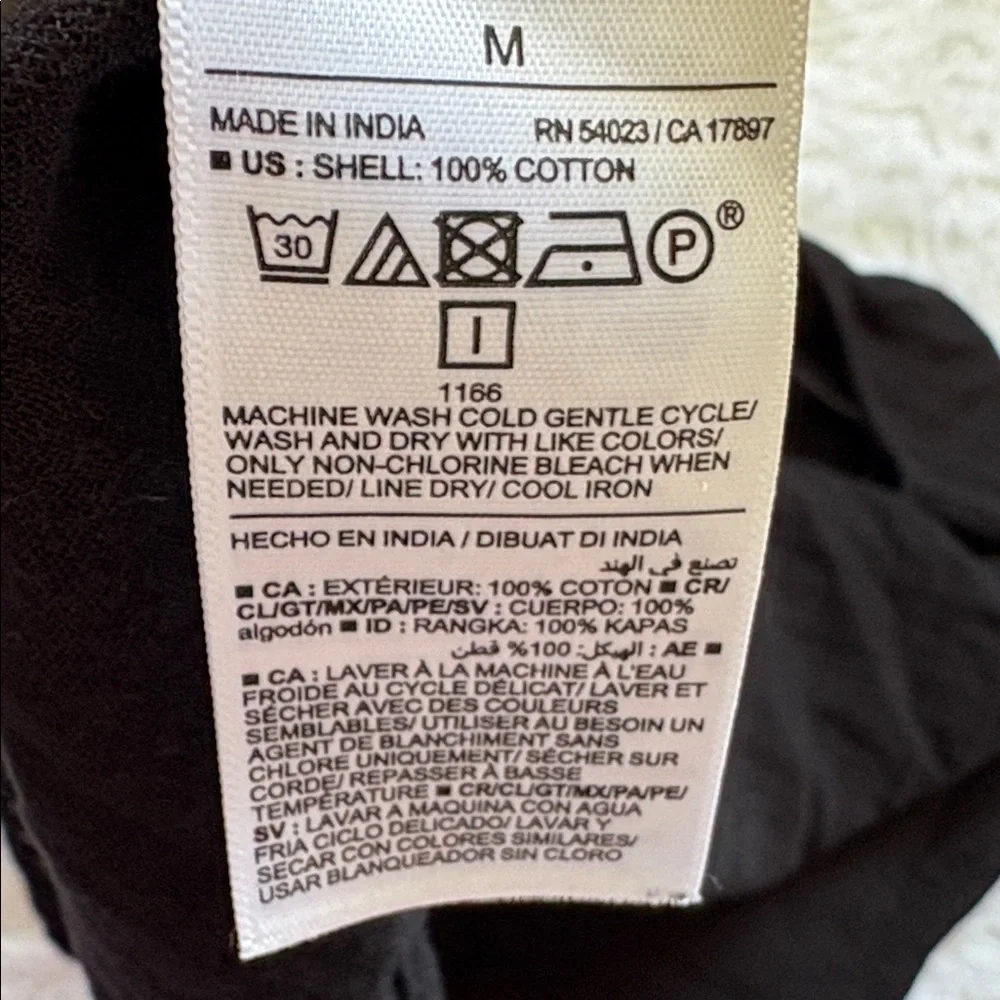 M
MADE IN INDIA RN 54023 / CA 17897
■ US : SHELL: 100% COTTON
30 P ®
I
1166
MACHINE WASH COLD GENTLE CYCLE/
WASH AND DRY WITH LIKE COLORS/
ONLY NON-CHLORINE BLEACH WHEN
NEEDED/ LINE DRY/ COOL IRON
HECHO EN INDIA / DIBUAT DI INDIA
تصنع في الهند
■ CA : EXTÉRIEUR: 100% COTON ■ CR/
CL/GT/MX/PA/PE/SV : CUERPO: 100%
algodón ■ ID : RANGKA: 100% KAPAS
■ AE : الهيكل: 100% قطن
■ CA : LAVER À LA MACHINE À L'EAU
FROIDE AU CYCLE DÉLICAT/ LAVER ET
SÉCHER AVEC DES COULEURS
SEMBLABLES/ UTILISER AU BESOIN UN
AGENT DE BLANCHIMENT SANS
CHLORE UNIQUEMENT/ SÉCHER SUR
CORDE/ REPASSER À BASSE
TEMPÉRATURE ■ CR/CL/GT/MX/PA/PE/
SV : LAVAR A MAQUINA CON AGUA
FRIA CICLO DELICADO/ LAVAR Y
SECAR CON COLORES SIMILARES/
USAR BLANQUEADOR SIN CLORO